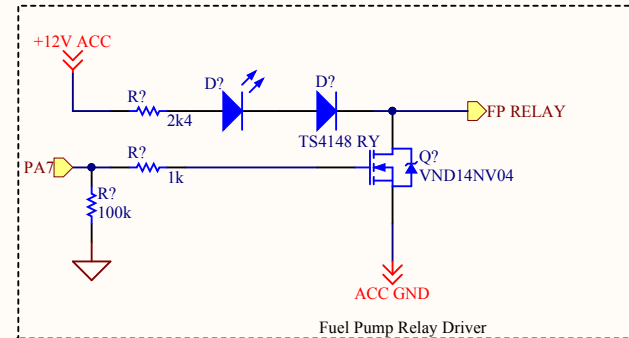 +12V ACC
R?
2k4
D?
D?
TS4148 RY
FP RELAY
PA7
R?
1k
R?
100k
Q?
VND14NV04
ACC GND
Fuel Pump Relay Driver